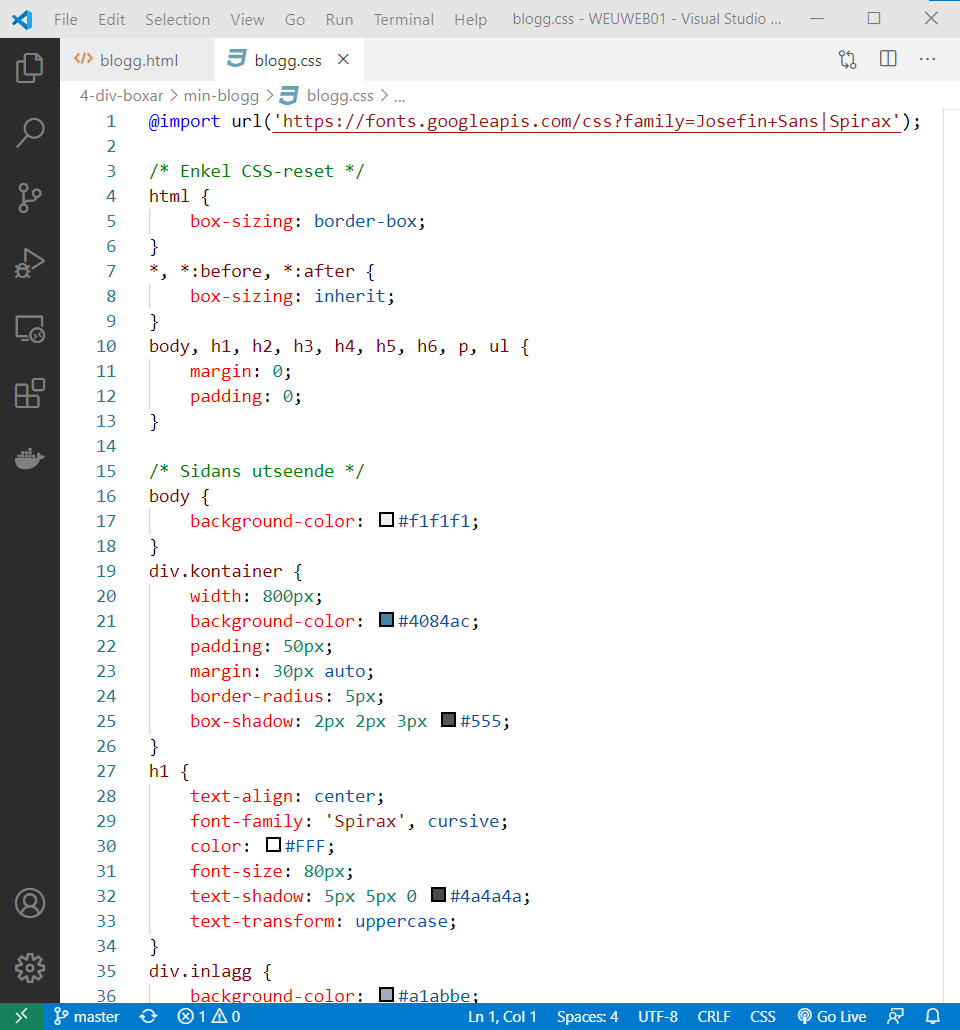 File Edit Selection View Go Run Terminal Help blogg.css - WEUWEB01 - Visual Studio ...
blogg.html blogg.css
4-div-boxar > min-blogg > blogg.css > ...
1 @import url('https://fonts.googleapis.com/css?family=Josefin+Sans|Spirax');
2
3 /* Enkel CSS-reset */
4 html {
5 box-sizing: border-box;
6 }
7 *, *:before, *:after {
8 box-sizing: inherit;
9 }
10 body, h1, h2, h3, h4, h5, h6, p, ul {
11 margin: 0;
12 padding: 0;
13 }
14
15 /* Sidans utseende */
16 body {
17 background-color: #f1f1f1;
18 }
19 div.kontainer {
20 width: 800px;
21 background-color: #4084ac;
22 padding: 50px;
23 margin: 30px auto;
24 border-radius: 5px;
25 box-shadow: 2px 2px 3px #555;
26 }
27 h1 {
28 text-align: center;
29 font-family: 'Spirax', cursive;
30 color: #FFF;
31 font-size: 80px;
32 text-shadow: 5px 5px 0 #4a4a4a;
33 text-transform: uppercase;
34 }
35 div.inlagg {
36 background-color: #a1abbe;
master 1 0 Ln 1, Col 1 Spaces: 4 UTF-8 CRLF CSS Go Live